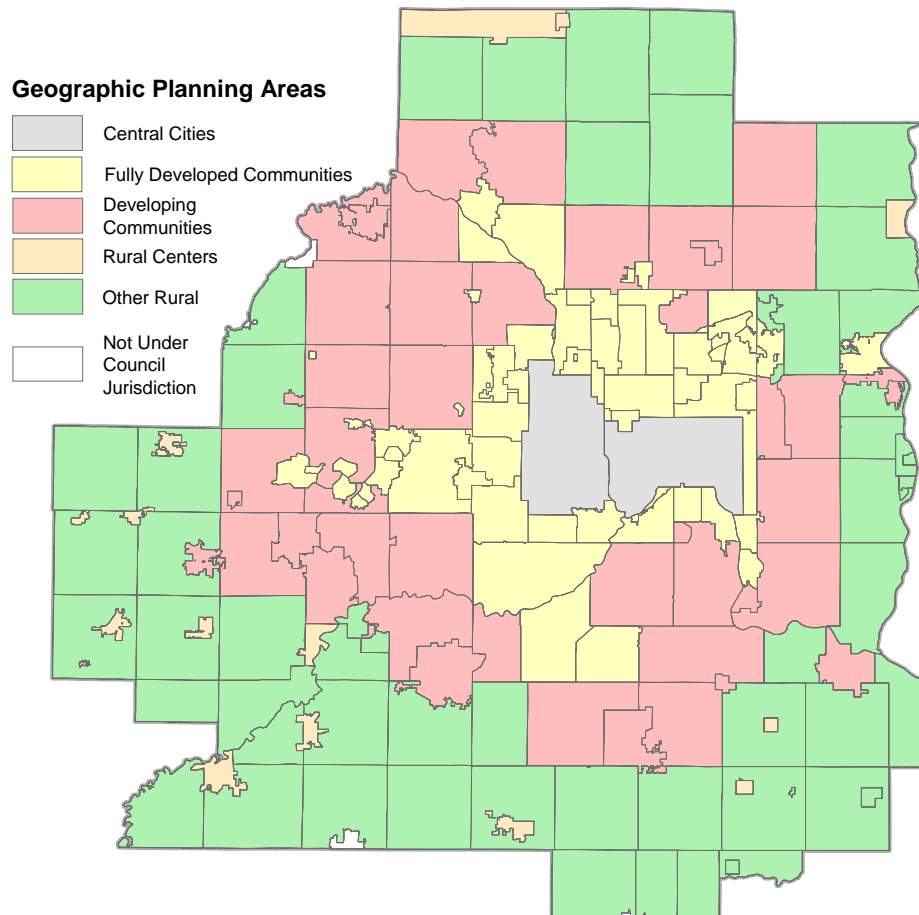 Geographic Planning Areas
Central Cities
Fully Developed Communities
Developing
Communities
Rural Centers
Other Rural
Not Under
Council
Jurisdiction